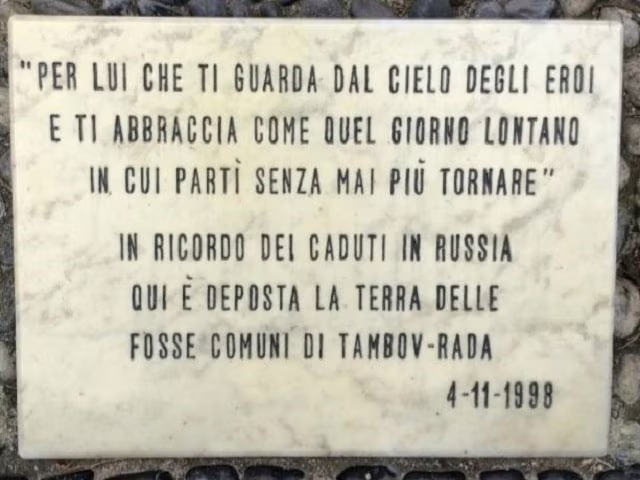 "PER LUI CHE TI GUARDA DAL CIELO DEGLI EROI
E TI ABBRACCIA COME QUEL GIORNO LONTANO
IN CUI PARTÌ SENZA MAI PIÙ TORNARE"
IN RICORDO DEI CADUTI IN RUSSIA
QUI È DEPOSTA LA TERRA DELLE
FOSSE COMUNI DI TAMBOV-RADA
4-11-1998